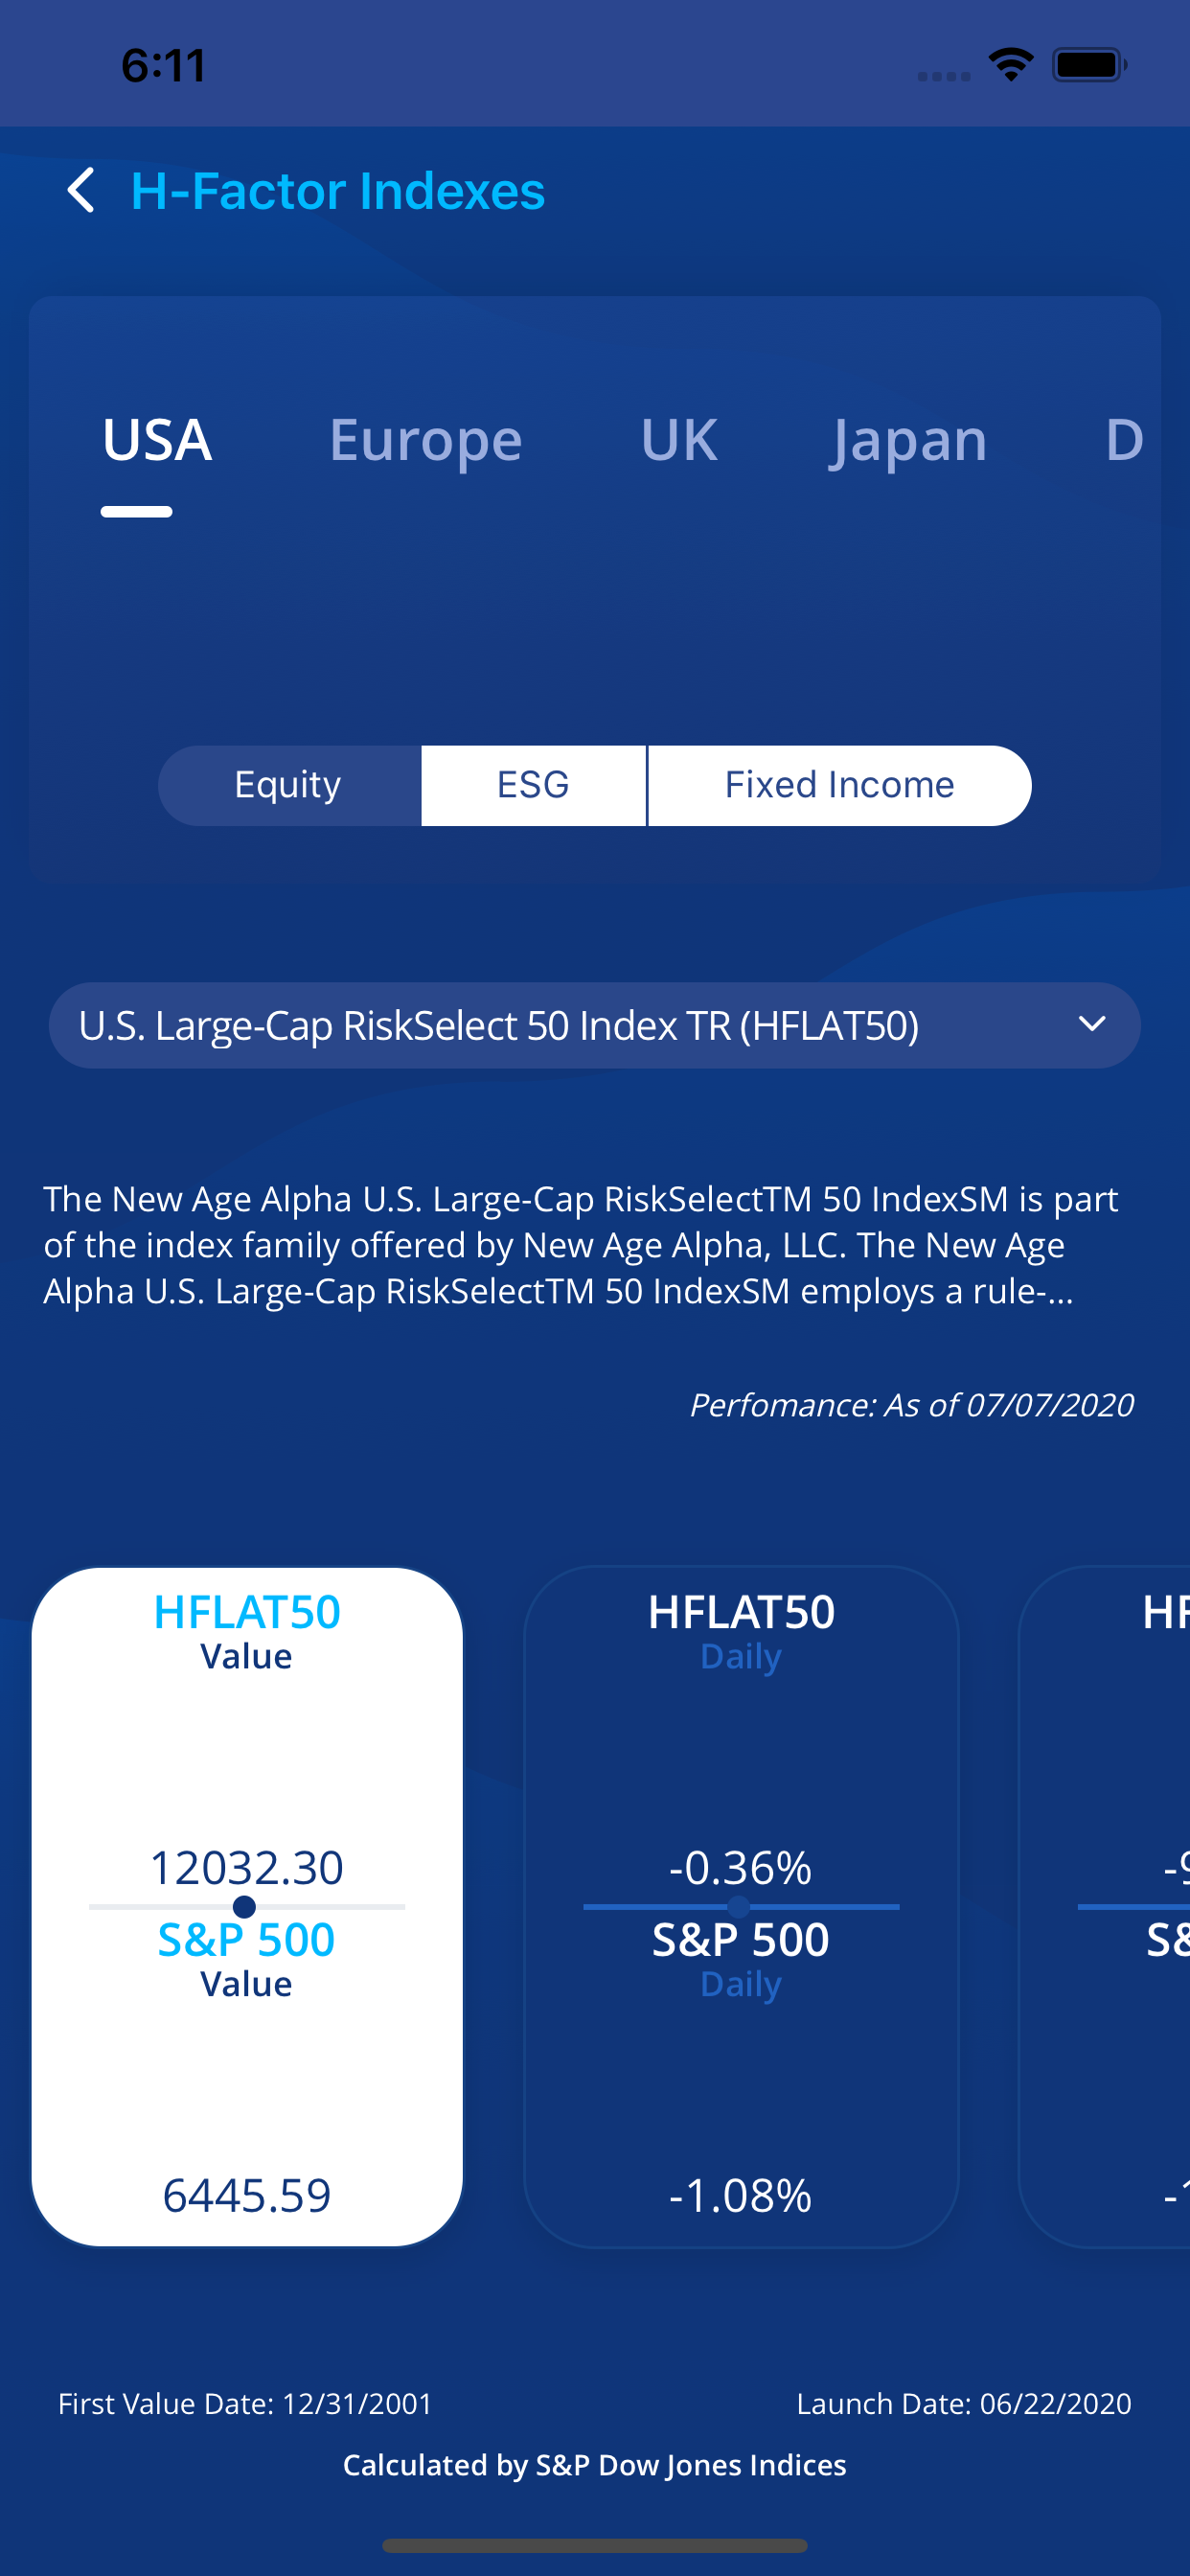 6:11
H-Factor Indexes
USA Europe UK Japan D
Equity ESG Fixed Income
U.S. Large-Cap RiskSelect 50 Index TR (HFLAT50)
The New Age Alpha U.S. Large-Cap RiskSelectTM 50 IndexSM is part
of the index family offered by New Age Alpha, LLC. The New Age
Alpha U.S. Large-Cap RiskSelectTM 50 IndexSM employs a rule-...
Perfomance: As of 07/07/2020
HFLAT50
Value
12032.30
S&P 500
Value
6445.59
HFLAT50
Daily
-0.36%
S&P 500
Daily
-1.08%
First Value Date: 12/31/2001
Launch Date: 06/22/2020
Calculated by S&P Dow Jones Indices